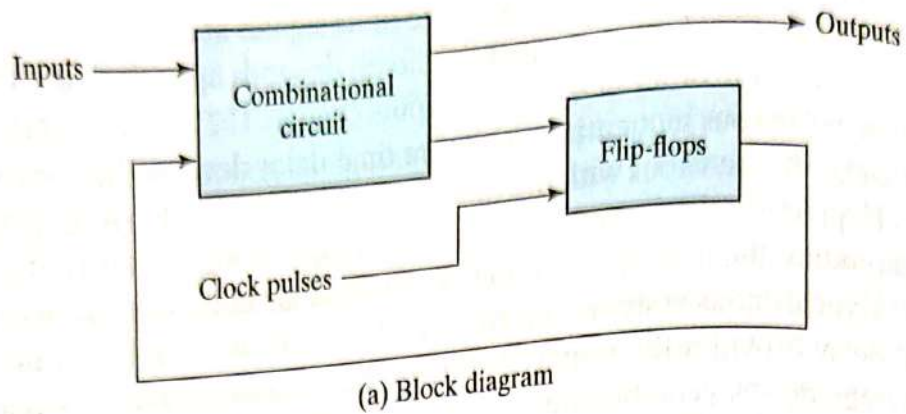 Inputs
Combinational
circuit
Outputs
Flip-flops
Clock pulses
(a) Block diagram